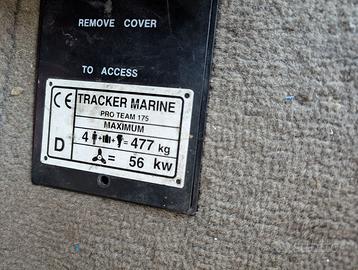 REMOVE COVER
TO ACCESS
CE TRACKER MARINE
PRO TEAM 175
MAXIMUM
4 + + = 477 kg
D = 56 kw